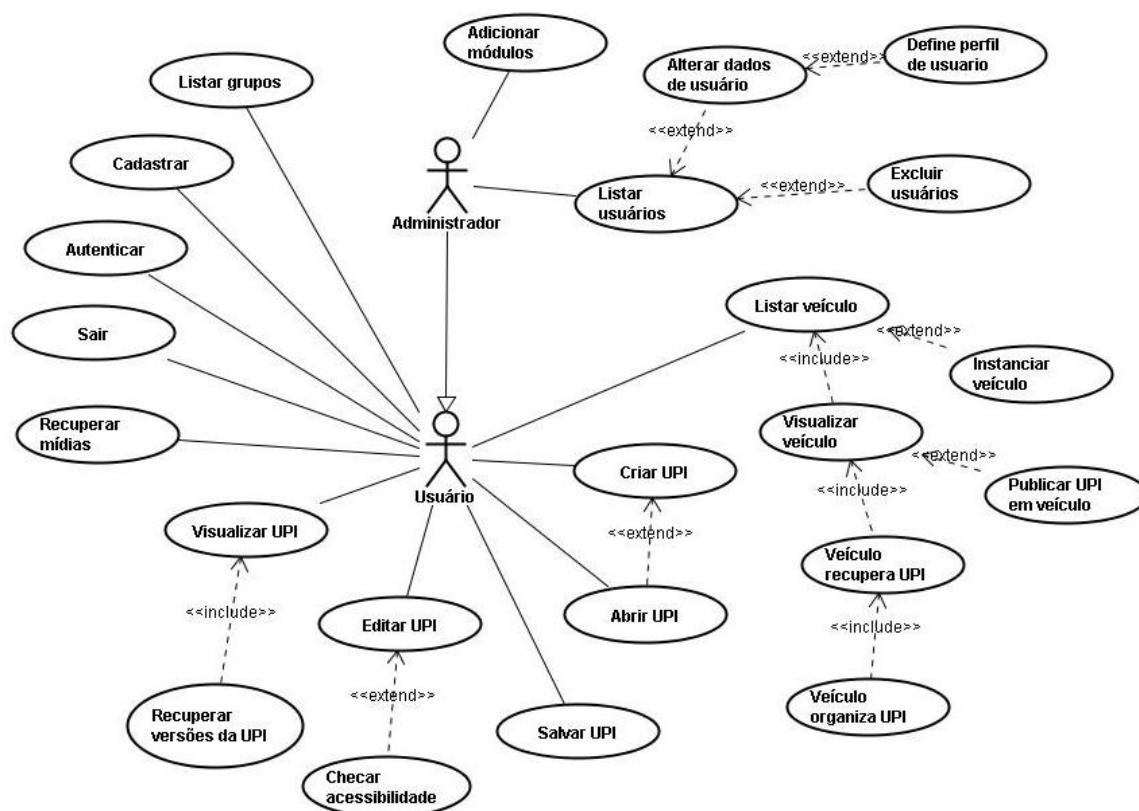 Adicionar
módulos
Listar grupos
Alterar dados
de usuário
<<extend>>
Define perfil
de usuario
<<extend>>
Cadastrar
Administrador
Listar
usuários
<<extend>>
Excluir
usuários
Autenticar
Sair
Listar veículo
<<extend>>
<<include>>
Instanciar
veículo
Recuperar
mídias
Visualizar
veículo
<<extend>>
Publicar UPI
em veículo
Usuário
Criar UPI
<<include>>
Visualizar UPI
<<extend>>
Veículo
recupera UPI
<<include>>
Editar UPI
Abrir UPI
<<include>>
<<extend>>
Recuperar
versões da UPI
Salvar UPI
Veículo
organiza UPI
Checar
acessibilidade